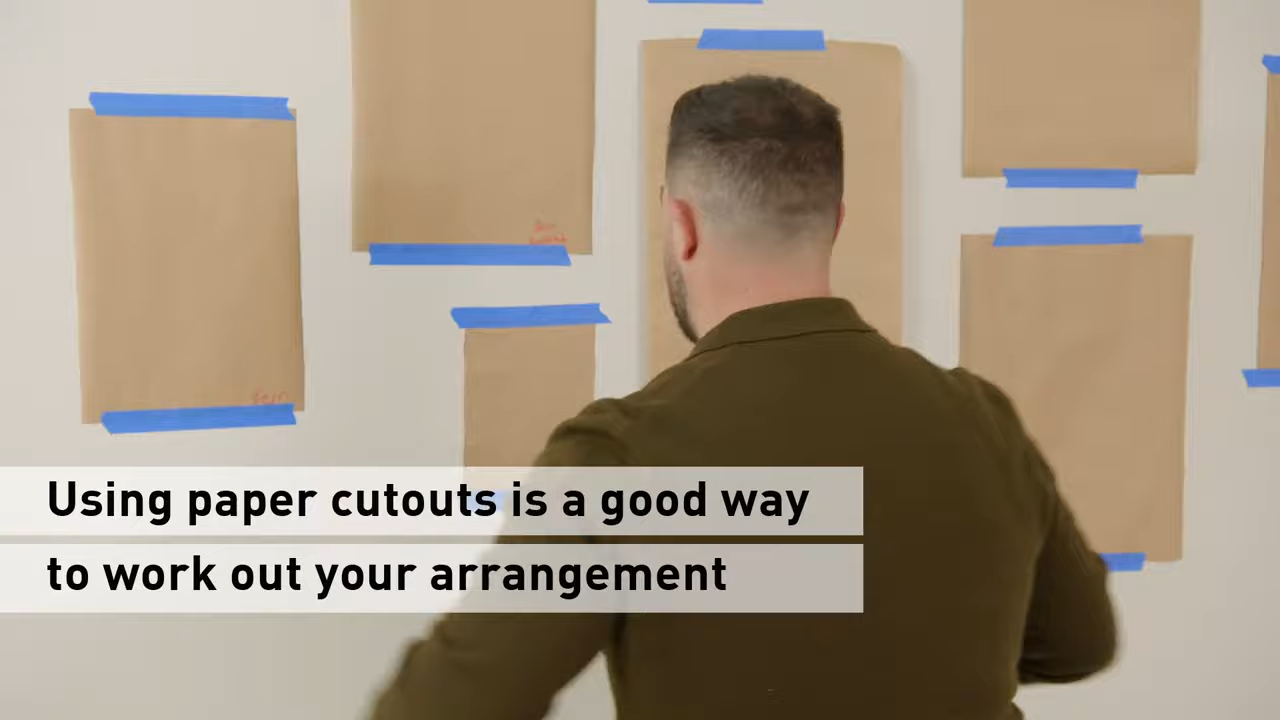 Using paper cutouts is a good way
to work out your arrangement